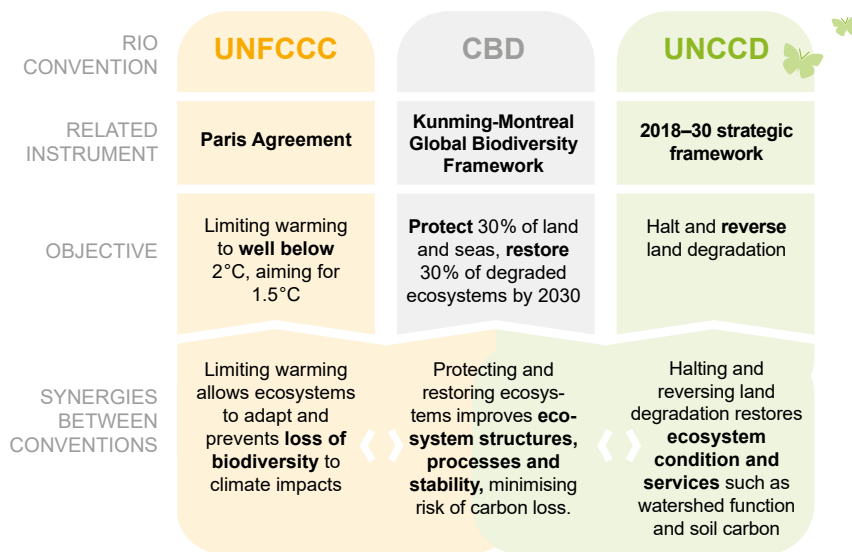 RIO
CONVENTION
UNFCCC
CBD
UNCCD
RELATED
INSTRUMENT
Paris Agreement
Kunming-Montreal
Global Biodiversity
Framework
2018–30 strategic
framework
OBJECTIVE
Limiting warming
to well below
2°C, aiming for
1.5°C
Protect 30% of land
and seas, restore
30% of degraded
ecosystems by 2030
Halt and reverse
land degradation
SYNERGIES
BETWEEN
CONVENTIONS
Limiting warming
allows ecosystems
to adapt and
prevents loss of
biodiversity to
climate impacts
Protecting and
restoring ecosys-
tems improves eco-
system structures,
processes and
stability, minimising
risk of carbon loss.
Halting and
reversing land
degradation restores
ecosystem
condition and
services such as
watershed function
and soil carbon